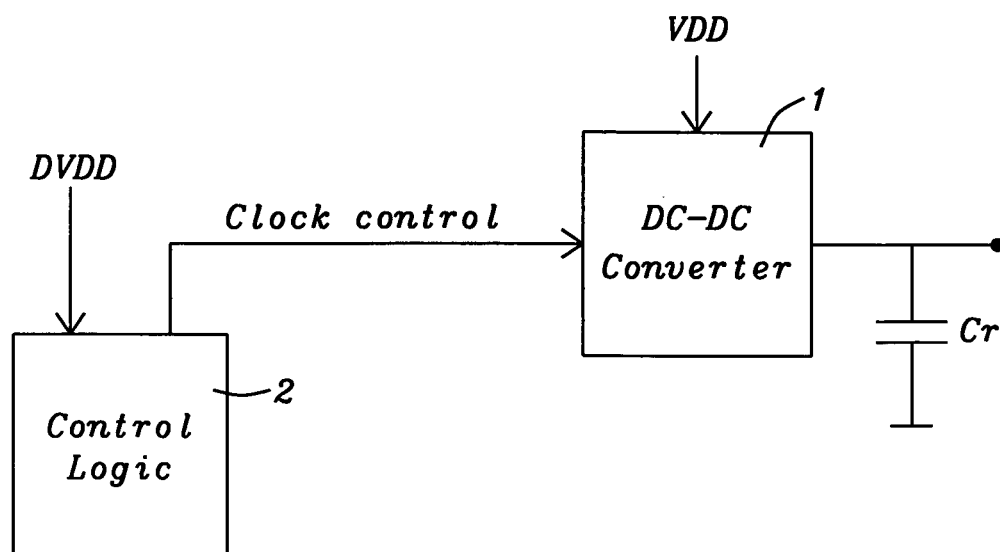 VDD
1
DVDD
Clock control
DC-DC
Converter
Cr
2
Control
Logic